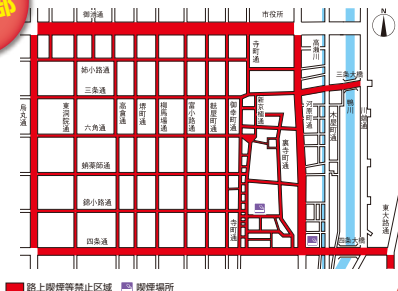 部
御池通
市役所
N
寺町通
高瀬川
姉小路通
三条大橋
三条通
烏丸通
東洞院通
高倉通
堺町通
柳馬場通
富小路通
麩屋町通
御幸町通
新京極通
河原町通
木屋町通
鴨川
川端通
六角通
裏寺町通
蛸薬師通
錦小路通
寺町通
東大路通
四条通
四条大橋
路上喫煙等禁止区域
喫煙場所